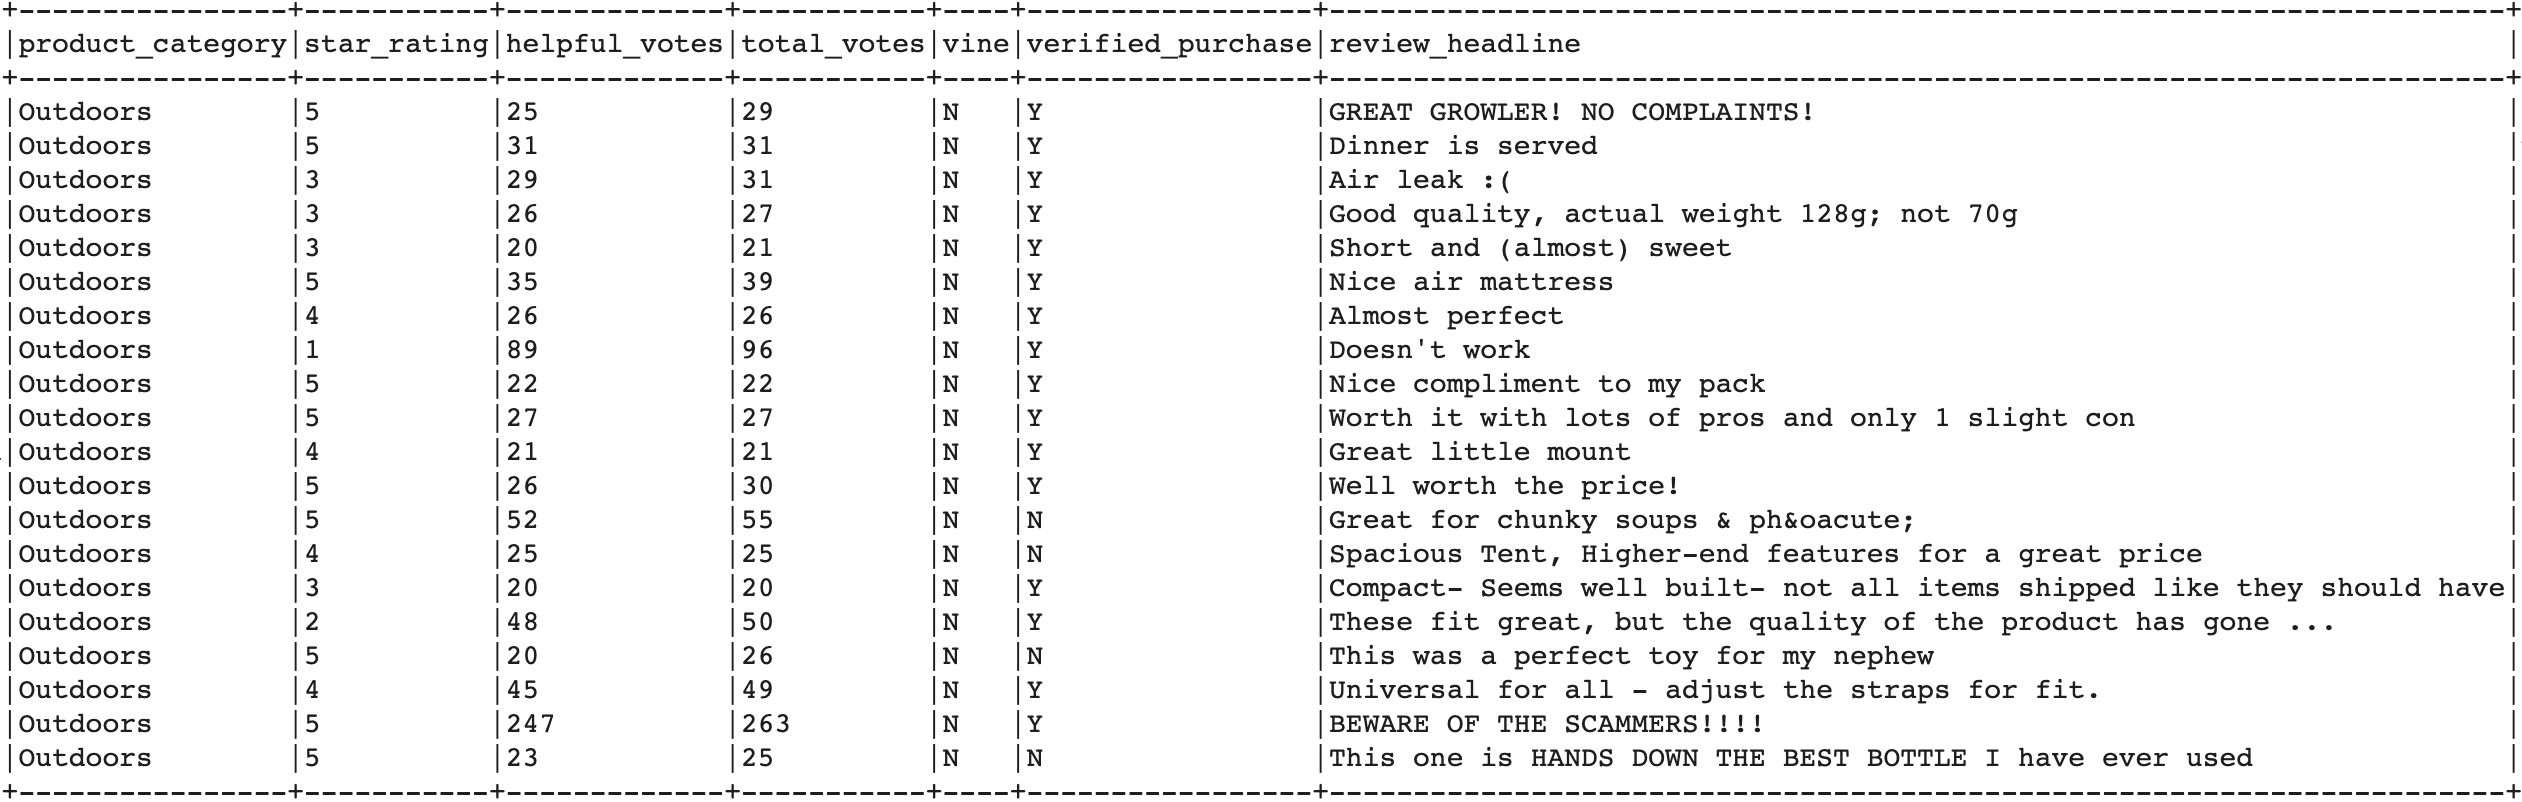 +----------------+-----------+-------------+-----------+----+-----------------+----------------------------------------------------------------------+
|product_category|star_rating|helpful_votes|total_votes|vine|verified_purchase|review_headline                                                       |
+----------------+-----------+-------------+-----------+----+-----------------+----------------------------------------------------------------------+
|Outdoors        |5          |25           |29         |N   |Y                |GREAT GROWLER! NO COMPLAINTS!                                         |
|Outdoors        |5          |31           |31         |N   |Y                |Dinner is served                                                      |
|Outdoors        |3          |29           |31         |N   |Y                |Air leak :(                                                           |
|Outdoors        |3          |26           |27         |N   |Y                |Good quality, actual weight 128g; not 70g                             |
|Outdoors        |3          |20           |21         |N   |Y                |Short and (almost) sweet                                              |
|Outdoors        |5          |35           |39         |N   |Y                |Nice air mattress                                                     |
|Outdoors        |4          |26           |26         |N   |Y                |Almost perfect                                                        |
|Outdoors        |1          |89           |96         |N   |Y                |Doesn't work                                                          |
|Outdoors        |5          |22           |22         |N   |Y                |Nice compliment to my pack                                            |
|Outdoors        |5          |27           |27         |N   |Y                |Worth it with lots of pros and only 1 slight con                      |
|Outdoors        |4          |21           |21         |N   |Y                |Great little mount                                                    |
|Outdoors        |5          |26           |30         |N   |Y                |Well worth the price!                                                 |
|Outdoors        |5          |52           |55         |N   |N                |Great for chunky soups & ph&oacute;                                   |
|Outdoors        |4          |25           |25         |N   |N                |Spacious Tent, Higher-end features for a great price                  |
|Outdoors        |3          |20           |20         |N   |Y                |Compact- Seems well built- not all items shipped like they should have|
|Outdoors        |2          |48           |50         |N   |Y                |These fit great, but the quality of the product has gone ...          |
|Outdoors        |5          |20           |26         |N   |N                |This was a perfect toy for my nephew                                  |
|Outdoors        |4          |45           |49         |N   |Y                |Universal for all - adjust the straps for fit.                        |
|Outdoors        |5          |247          |263        |N   |Y                |BEWARE OF THE SCAMMERS!!!!                                            |
|Outdoors        |5          |23           |25         |N   |N                |This one is HANDS DOWN THE BEST BOTTLE I have ever used               |
+----------------+-----------+-------------+-----------+----+-----------------+----------------------------------------------------------------------+